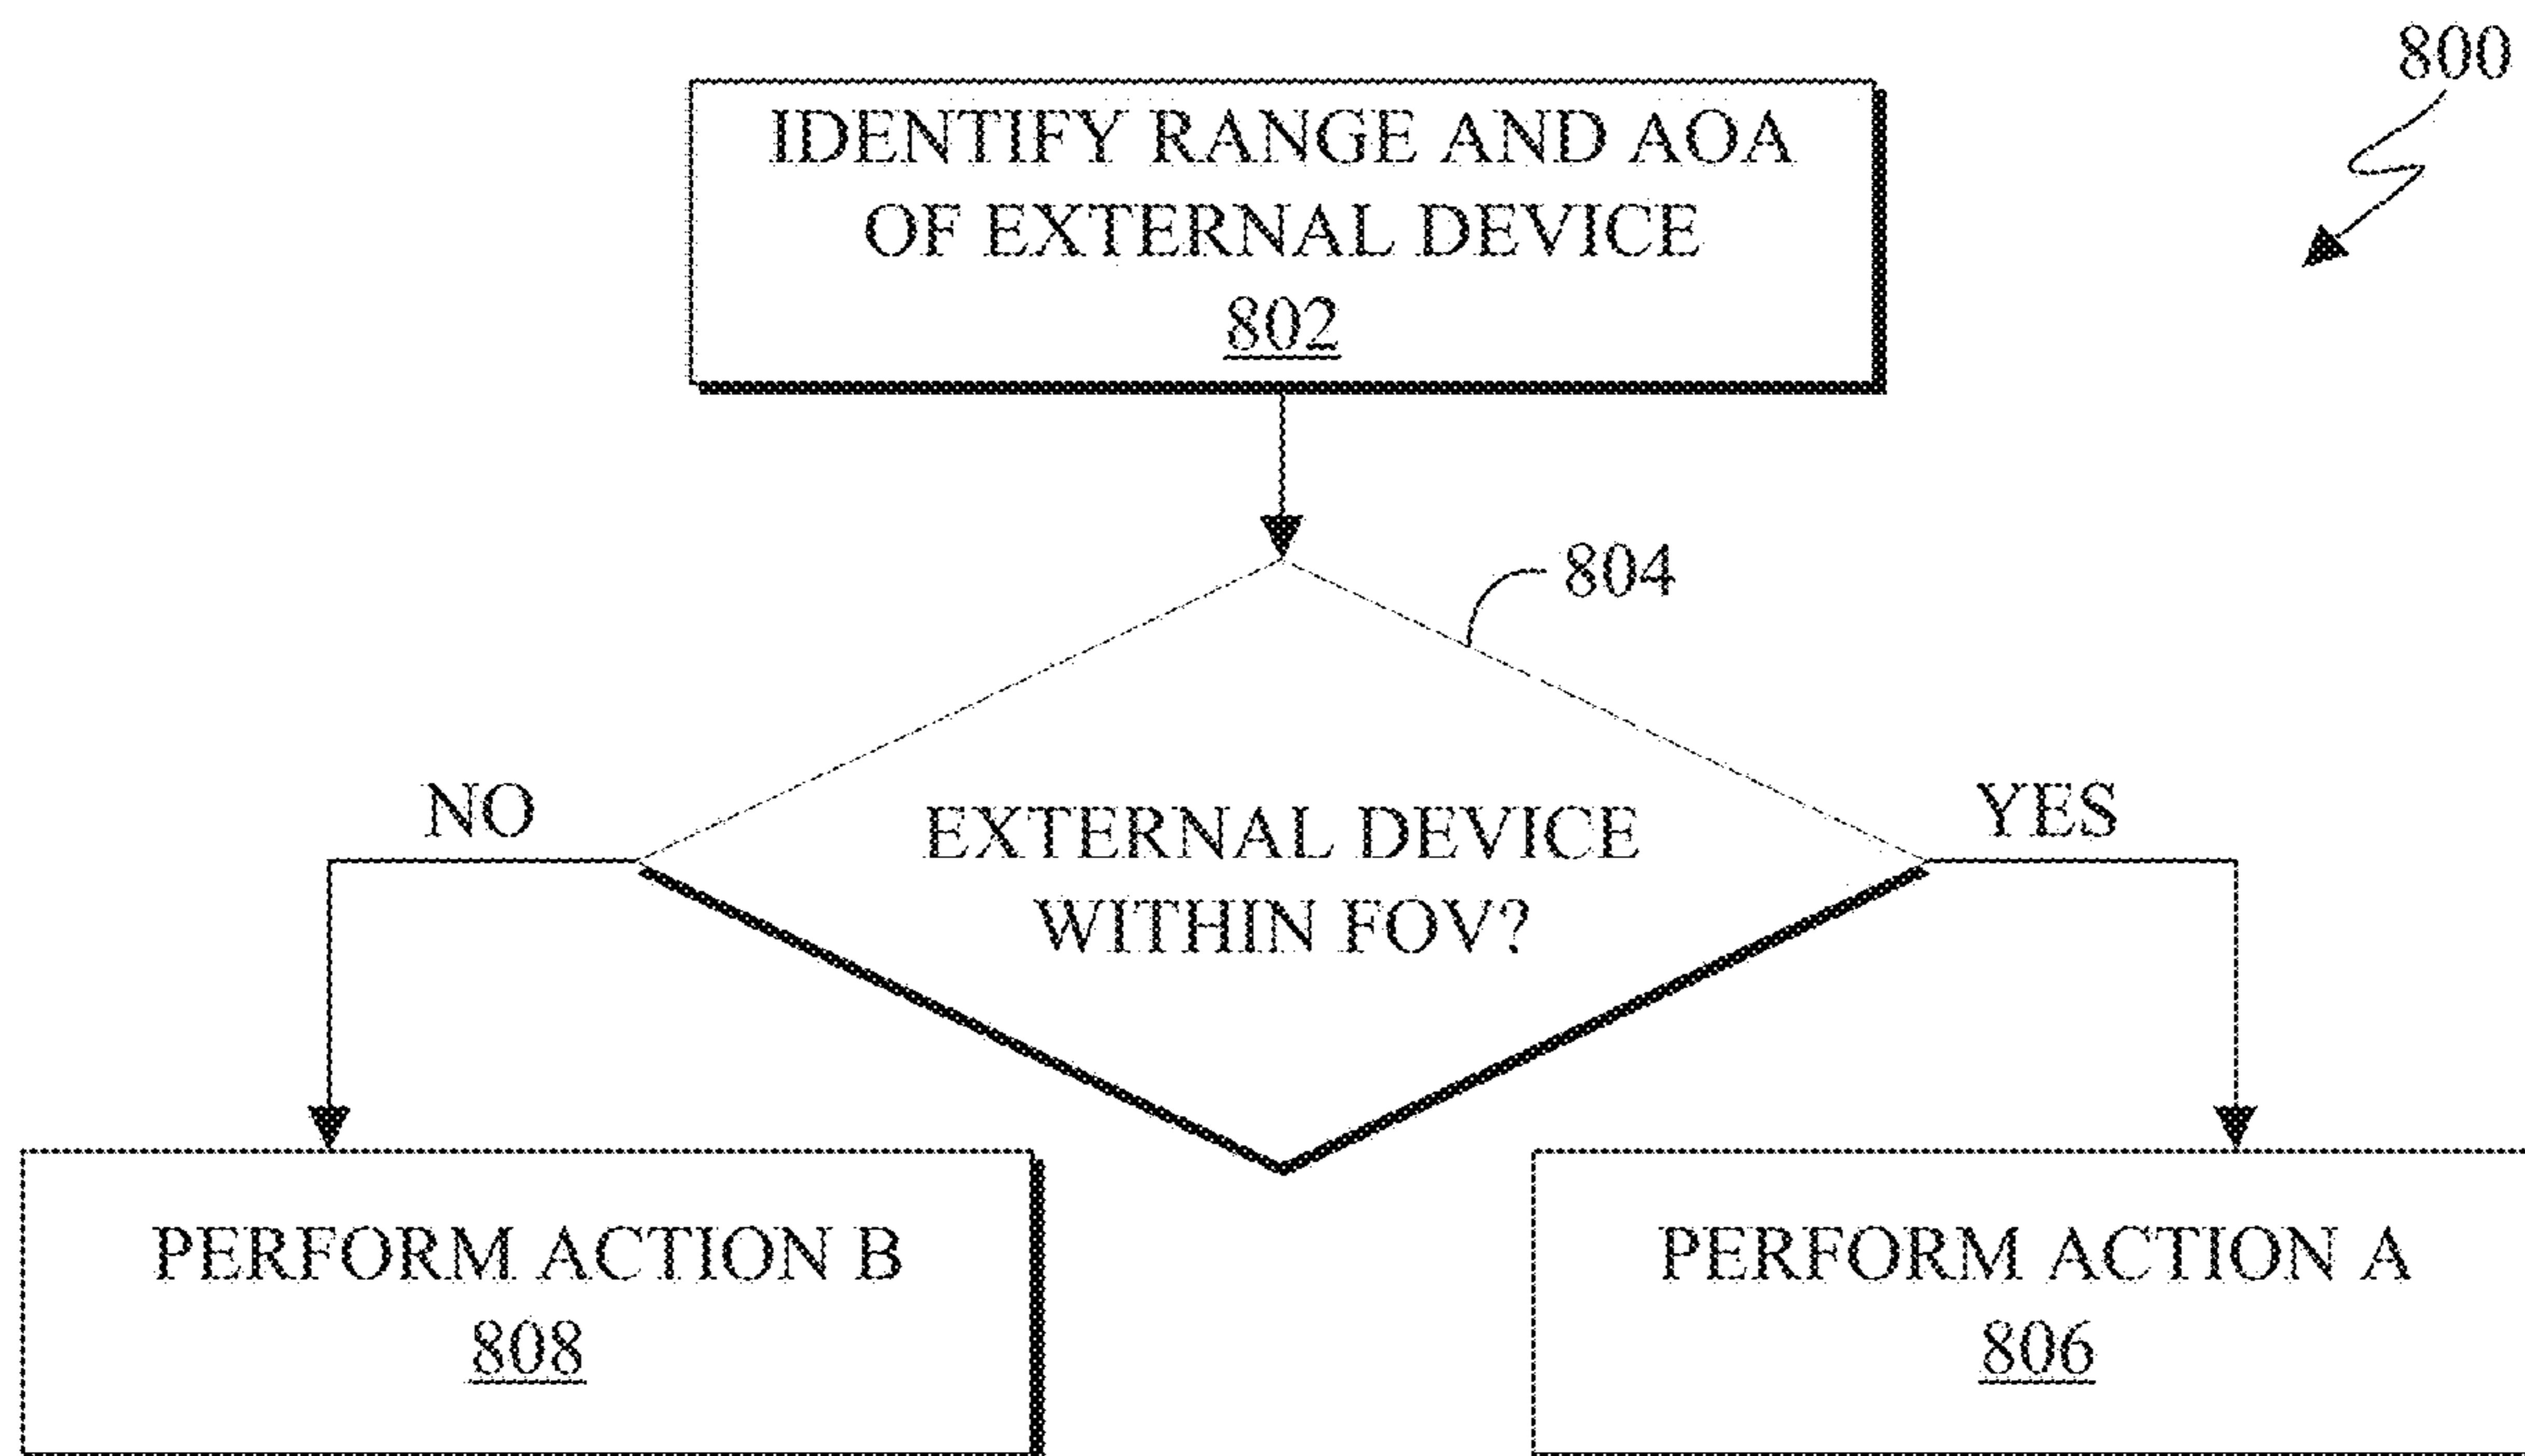 800
IDENTIFY RANGE AND AOA
OF EXTERNAL DEVICE
802
804
EXTERNAL DEVICE
WITHIN FOV?
NO
YES
PERFORM ACTION B
808
PERFORM ACTION A
806